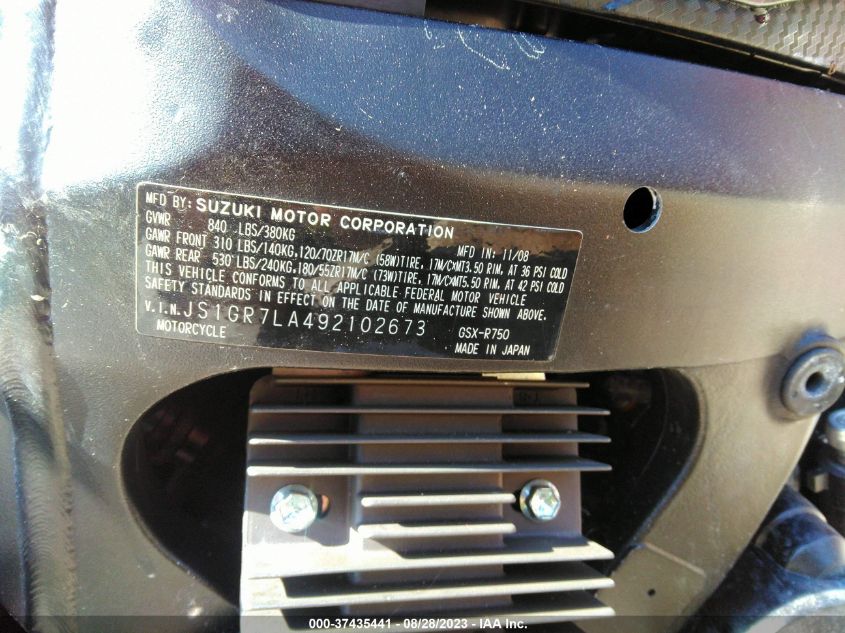 MFD BY: SUZUKI MOTOR CORPORATION
GVWR 840 LBS/380KG MFD IN: 11/08
GAWR FRONT 310 LBS/140KG,120/70ZR17M/C (58W)TIRE, 17M/C×MT3.50 RIM, AT 36 PSI COLD
GAWR REAR 530 LBS/240KG,180/55ZR17M/C (73W)TIRE, 17M/C×MT5.50 RIM, AT 42 PSI COLD
THIS VEHICLE CONFORMS TO ALL APPLICABLE FEDERAL MOTOR VEHICLE
SAFETY STANDARDS IN EFFECT ON THE DATE OF MANUFACTURE SHOWN ABOVE.
V.I.N. JS1GR7LA492102673 GSX-R750
MOTORCYCLE MADE IN JAPAN
000-37435441 - 08/28/2023 - IAA Inc.